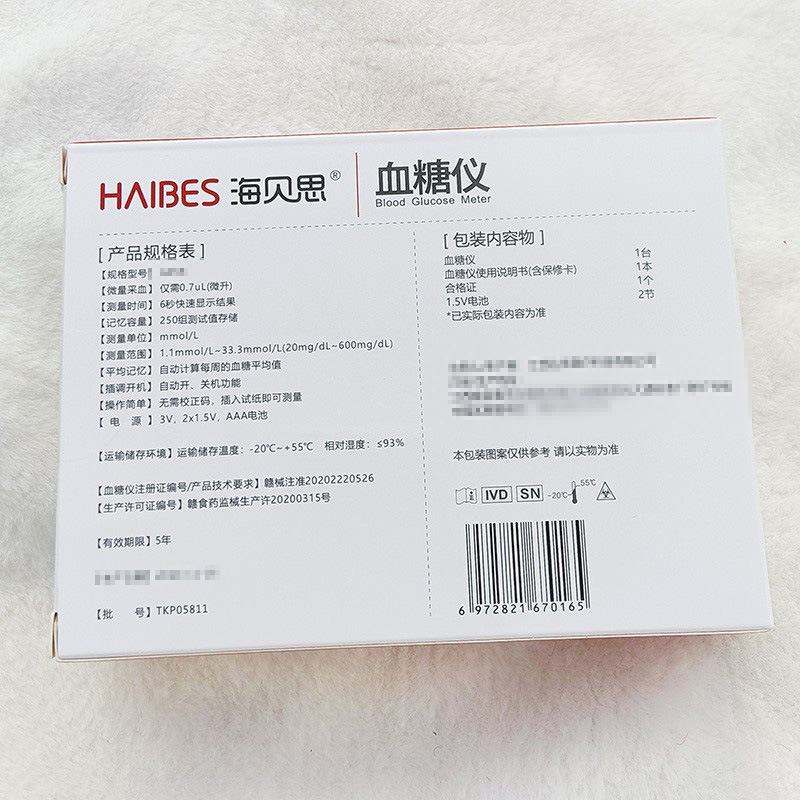 HAIBES 海贝思® 血糖仪
Blood Glucose Meter
[ 产品规格表 ]
【规格型号
【微量采血】仅需0.7uL(微升)
【测量时间】6秒快速显示结果
【记忆容量】250组测试值存储
【测量单位】mmol/L
【测量范围】1.1mmol/L~33.3mmol/L(20mg/dL~600mg/dL)
【平均记忆】自动计算每周的血糖平均值
【插调开机】自动开、关机功能
【操作简单】无需校正码，插入试纸即可测量
【 电 源 】3V, 2x1.5V, AAA电池
【运输储存环境】运输储存温度：-20℃~+55℃ 相对湿度：≤93%
【血糖仪注册证编号/产品技术要求】赣械注准20202220526
【生产许可证编号】赣食药监械生产许20200315号
【有效期限】5年
【批 号】TKP05811
[ 包装内容物 ]
血糖仪 1台
血糖仪使用说明书(含保修卡) 1本
合格证 1个
1.5V电池 2节
*已实际包装内容为准
本包装图案仅供参考 请以实物为准
IVD SN -20℃ 55℃
6 972821 670165